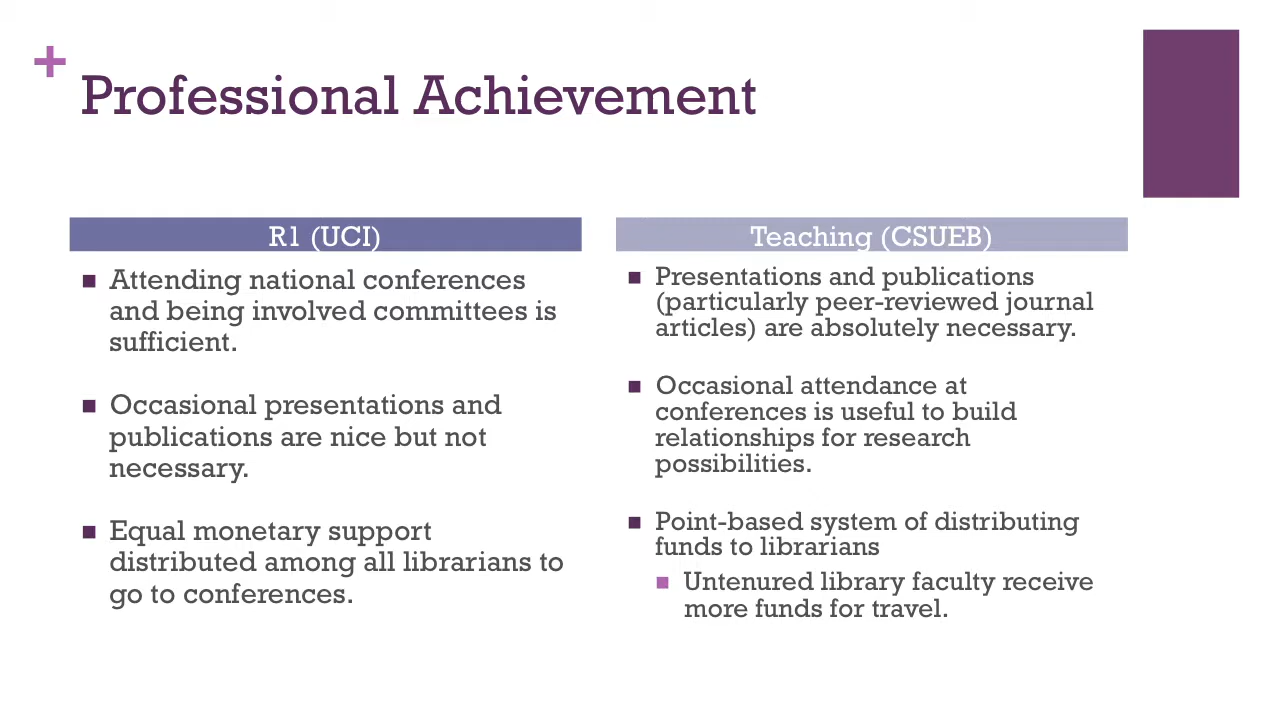 +
Professional Achievement
R1 (UCI)
■ Attending national conferences
and being involved committees is
sufficient.
■ Occasional presentations and
publications are nice but not
necessary.
■ Equal monetary support
distributed among all librarians to
go to conferences.
Teaching (CSUEB)
■ Presentations and publications
(particularly peer-reviewed journal
articles) are absolutely necessary.
■ Occasional attendance at
conferences is useful to build
relationships for research
possibilities.
■ Point-based system of distributing
funds to librarians
■ Untenured library faculty receive
more funds for travel.